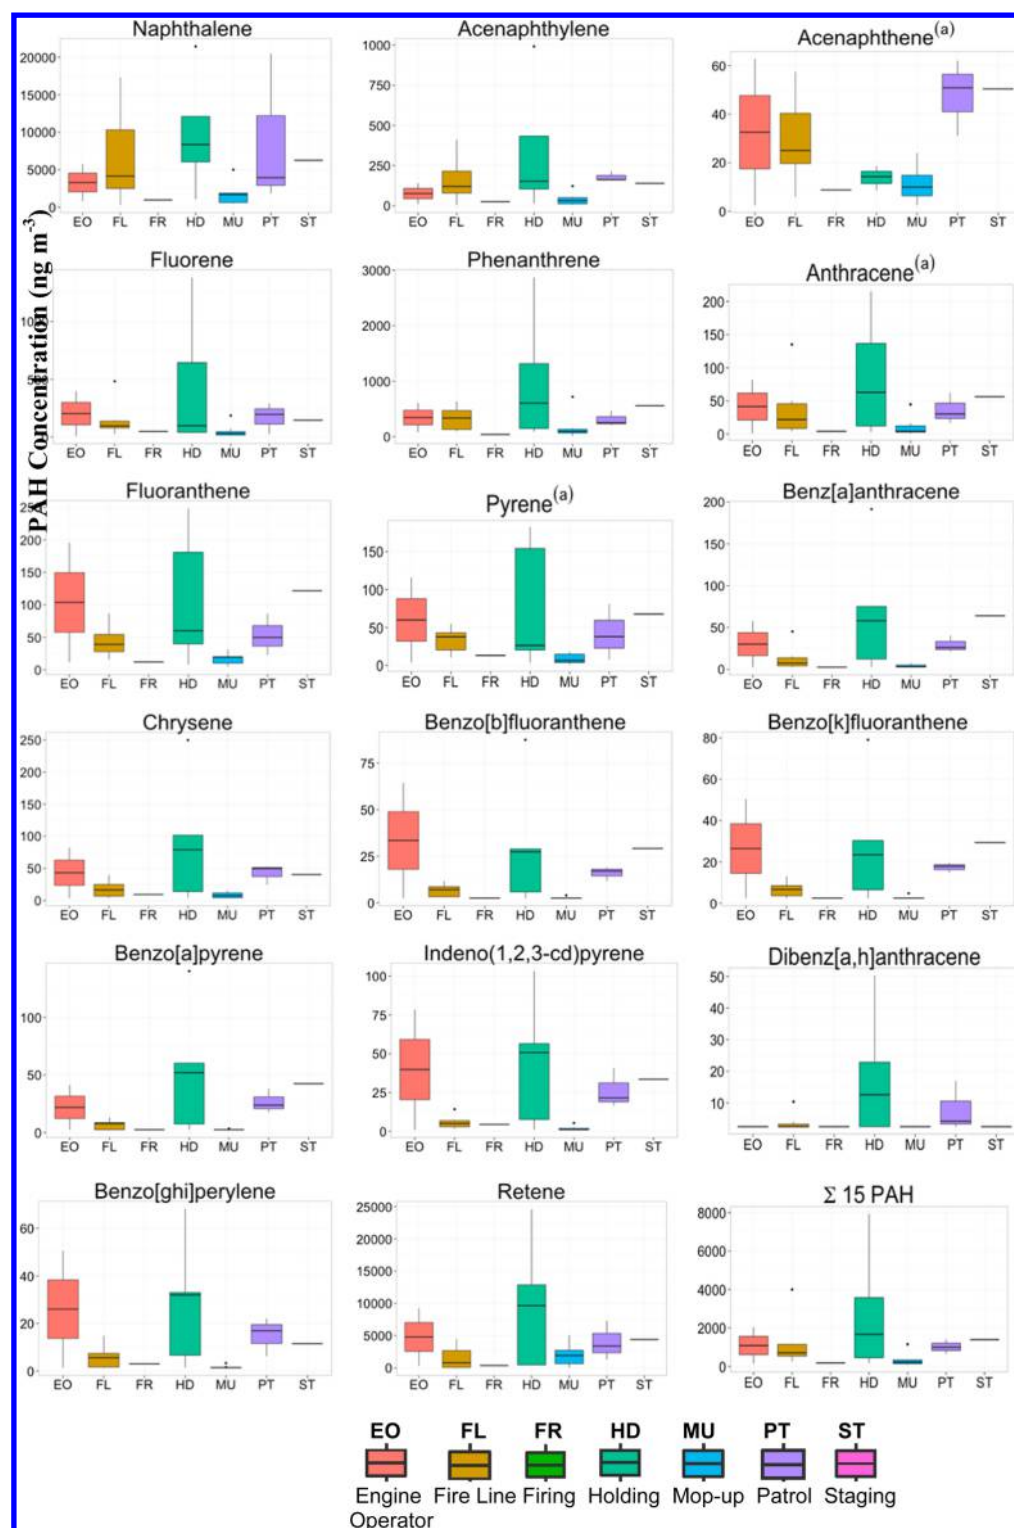 PAH Concentration (ng m⁻³)
Naphthalene
20000
15000
10000
5000
0
EO FL FR HD MU PT ST
Acenaphthylene
1000
750
500
250
0
EO FL FR HD MU PT ST
Acenaphthene(a)
60
40
20
0
EO FL FR HD MU PT ST
Fluorene
0
EO FL FR HD MU PT ST
Phenanthrene
3000
2000
1000
0
EO FL FR HD MU PT ST
Anthracene(a)
200
150
100
50
0
EO FL FR HD MU PT ST
Fluoranthene
200
150
100
50
0
EO FL FR HD MU PT ST
Pyrene(a)
150
100
50
0
EO FL FR HD MU PT ST
Benz[a]anthracene
200
150
100
50
0
EO FL FR HD MU PT ST
Chrysene
250
200
150
100
50
0
EO FL FR HD MU PT ST
Benzo[b]fluoranthene
75
50
25
0
EO FL FR HD MU PT ST
Benzo[k]fluoranthene
80
60
40
20
0
EO FL FR HD MU PT ST
Benzo[a]pyrene
100
50
0
EO FL FR HD MU PT ST
Indeno(1,2,3-cd)pyrene
100
75
50
25
0
EO FL FR HD MU PT ST
Dibenz[a,h]anthracene
50
40
30
20
10
EO FL FR HD MU PT ST
Benzo[ghi]perylene
60
40
20
0
EO FL FR HD MU PT ST
Retene
25000
20000
15000
10000
5000
0
EO FL FR HD MU PT ST
Σ 15 PAH
8000
6000
4000
2000
0
EO FL FR HD MU PT ST
EO FL FR HD MU PT ST
Engine Fire Line Firing Holding Mop-up Patrol Staging
Operator